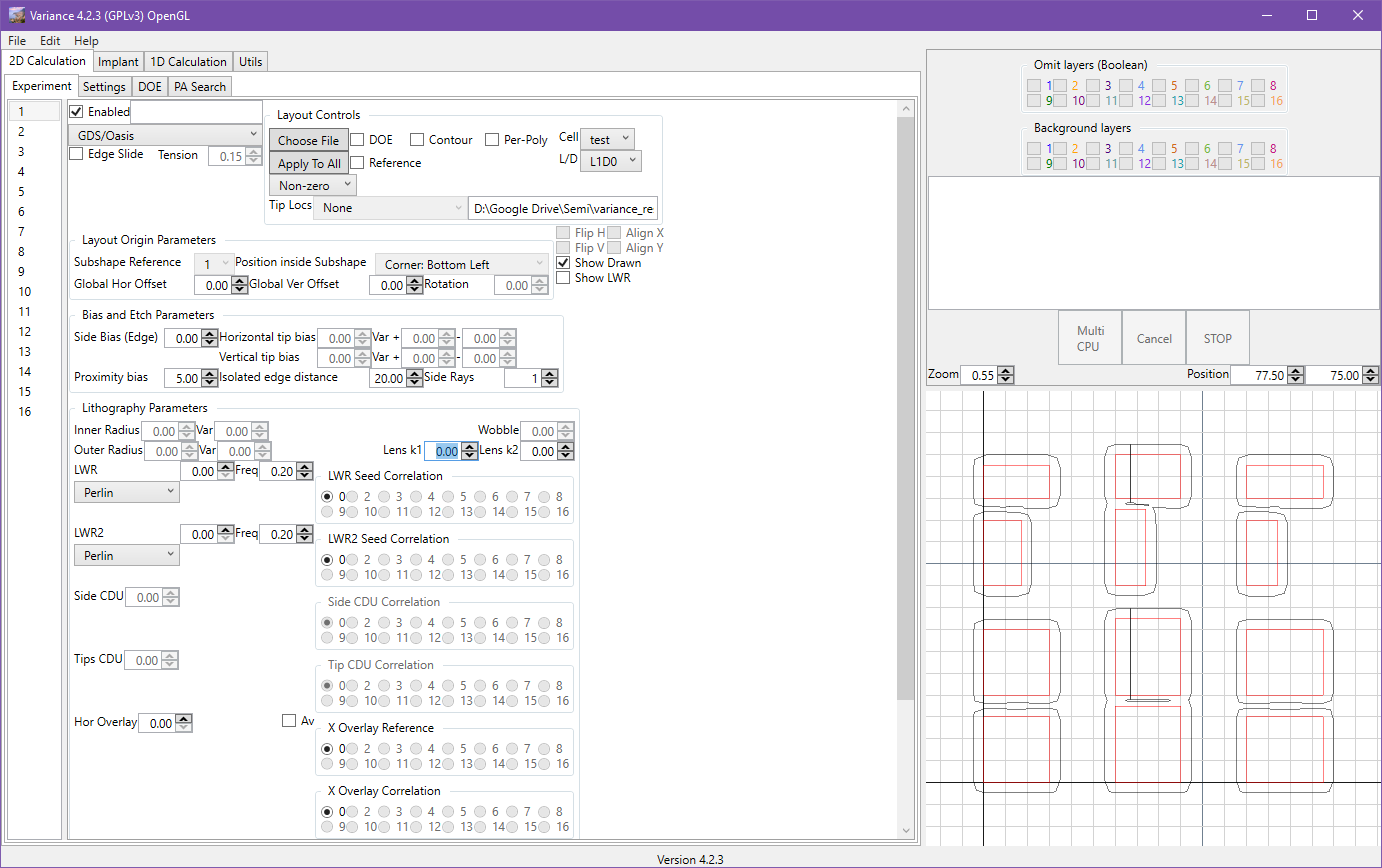 Variance 4.2.3 (GPLv3) OpenGL
File Edit Help
2D Calculation Implant 1D Calculation Utils
Experiment Settings DOE PA Search
1
2
3
4
5
6
7
8
9
10
11
12
13
14
15
16
Enabled
GDS/Oasis
Edge Slide Tension 0.15
Layout Controls
Choose File DOE Contour Per-Poly Cell test
Apply To All Reference L/D L1D0
Non-zero
Tip Locs None D:\Google Drive\Semi\variance_re
Flip H Align X
Flip V Align Y
Show Drawn
Show LWR
Layout Origin Parameters
Subshape Reference 1 Position inside Subshape Corner: Bottom Left
Global Hor Offset 0.00 Global Ver Offset 0.00 Rotation 0.00
Bias and Etch Parameters
Side Bias (Edge) 0.00 Horizontal tip bias 0.00 Var + 0.00 - 0.00
Vertical tip bias 0.00 Var + 0.00 - 0.00
Proximity bias 5.00 Isolated edge distance 20.00 Side Rays 1
Lithography Parameters
Inner Radius 0.00 Var 0.00 Wobble 0.00
Outer Radius 0.00 Var 0.00 Lens k1 0.00 Lens k2 0.00
LWR 0.00 Freq 0.20
Perlin
LWR Seed Correlation
0 2 3 4 5 6 7 8
9 10 11 12 13 14 15 16
LWR2 0.00 Freq 0.20
Perlin
LWR2 Seed Correlation
0 2 3 4 5 6 7 8
9 10 11 12 13 14 15 16
Side CDU 0.00
Side CDU Correlation
0 2 3 4 5 6 7 8
9 10 11 12 13 14 15 16
Tips CDU 0.00
Tip CDU Correlation
0 2 3 4 5 6 7 8
9 10 11 12 13 14 15 16
Hor Overlay 0.00 Av
X Overlay Reference
0 2 3 4 5 6 7 8
9 10 11 12 13 14 15 16
X Overlay Correlation
0 2 3 4 5 6 7 8
9 10 11 12 13 14 15 16
Omit layers (Boolean)
1 2 3 4 5 6 7 8
9 10 11 12 13 14 15 16
Background layers
1 2 3 4 5 6 7 8
9 10 11 12 13 14 15 16
Multi CPU Cancel STOP
Zoom 0.55 Position 77.50 75.00
Version 4.2.3